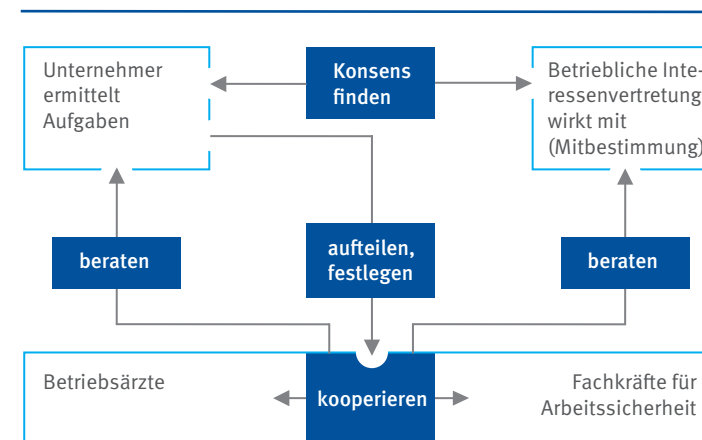 Unternehmer
ermittelt
Aufgaben
Konsens
finden
Betriebliche Inte-
ressenvertretung
wirkt mit
(Mitbestimmung)
beraten
aufteilen,
festlegen
beraten
Betriebsärzte
kooperieren
Fachkräfte für
Arbeitssicherheit